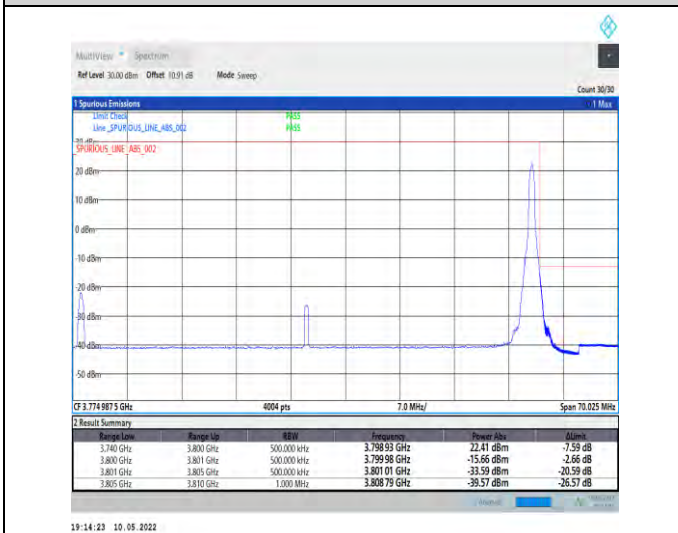 MultiView Spectrum
Ref Level 30.00 dBm Offset 10.91 dB Mode Sweep
Count 30/30
1 Spurious Emissions 1 Max
Limit Check PASS
Line _SPURIOUS_LINE_ABS_002 PASS
_SPURIOUS_LINE_ABS_002
20 dBm
10 dBm
0 dBm
-10 dBm
-20 dBm
-30 dBm
-40 dBm
-50 dBm
CF 3.774 987 5 GHz 4004 pts 7.0 MHz/ Span 70.025 MHz
2 Result Summary
Range Low Range Up RBW Frequency Power Abs ΔLimit
3.740 GHz 3.800 GHz 500.000 kHz 3.798 93 GHz 22.41 dBm -7.59 dB
3.800 GHz 3.801 GHz 500.000 kHz 3.799 98 GHz -15.66 dBm -2.66 dB
3.801 GHz 3.805 GHz 500.000 kHz 3.801 01 GHz -33.59 dBm -20.59 dB
3.805 GHz 3.810 GHz 1.000 MHz 3.808 79 GHz -39.57 dBm -26.57 dB
19:14:23 10.05.2022